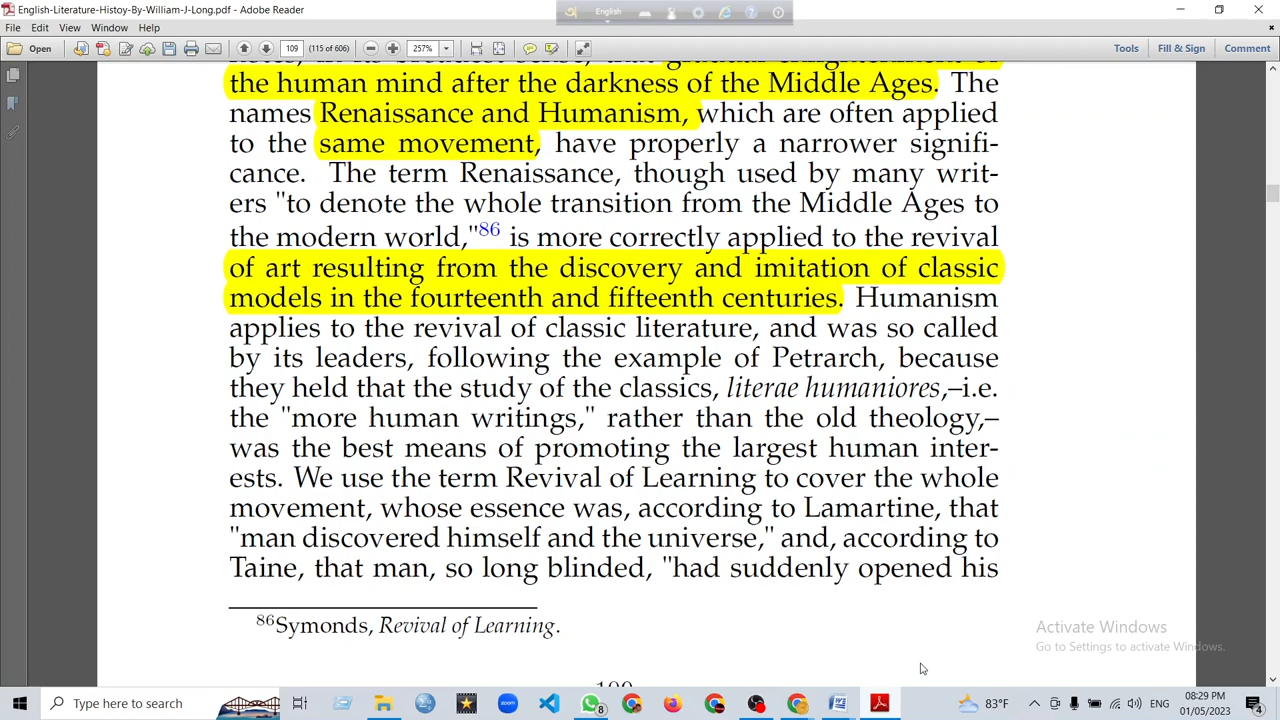 English-Literature-Histoy-By-William-J-Long.pdf - Adobe Reader
English
File Edit View Window Help
Open 109 (115 of 606) 257% Tools Fill & Sign Comment
the human mind after the darkness of the Middle Ages. The
names Renaissance and Humanism, which are often applied
to the same movement, have properly a narrower signifi-
cance. The term Renaissance, though used by many writ-
ers "to denote the whole transition from the Middle Ages to
the modern world,"86 is more correctly applied to the revival
of art resulting from the discovery and imitation of classic
models in the fourteenth and fifteenth centuries. Humanism
applies to the revival of classic literature, and was so called
by its leaders, following the example of Petrarch, because
they held that the study of the classics, literae humaniores,–i.e.
the "more human writings," rather than the old theology,–
was the best means of promoting the largest human inter-
ests. We use the term Revival of Learning to cover the whole
movement, whose essence was, according to Lamartine, that
"man discovered himself and the universe," and, according to
Taine, that man, so long blinded, "had suddenly opened his
86Symonds, Revival of Learning.
Activate Windows
Go to Settings to activate Windows.
Type here to search
zoom
8
83°F
ENG
08:29 PM
01/05/2023
4